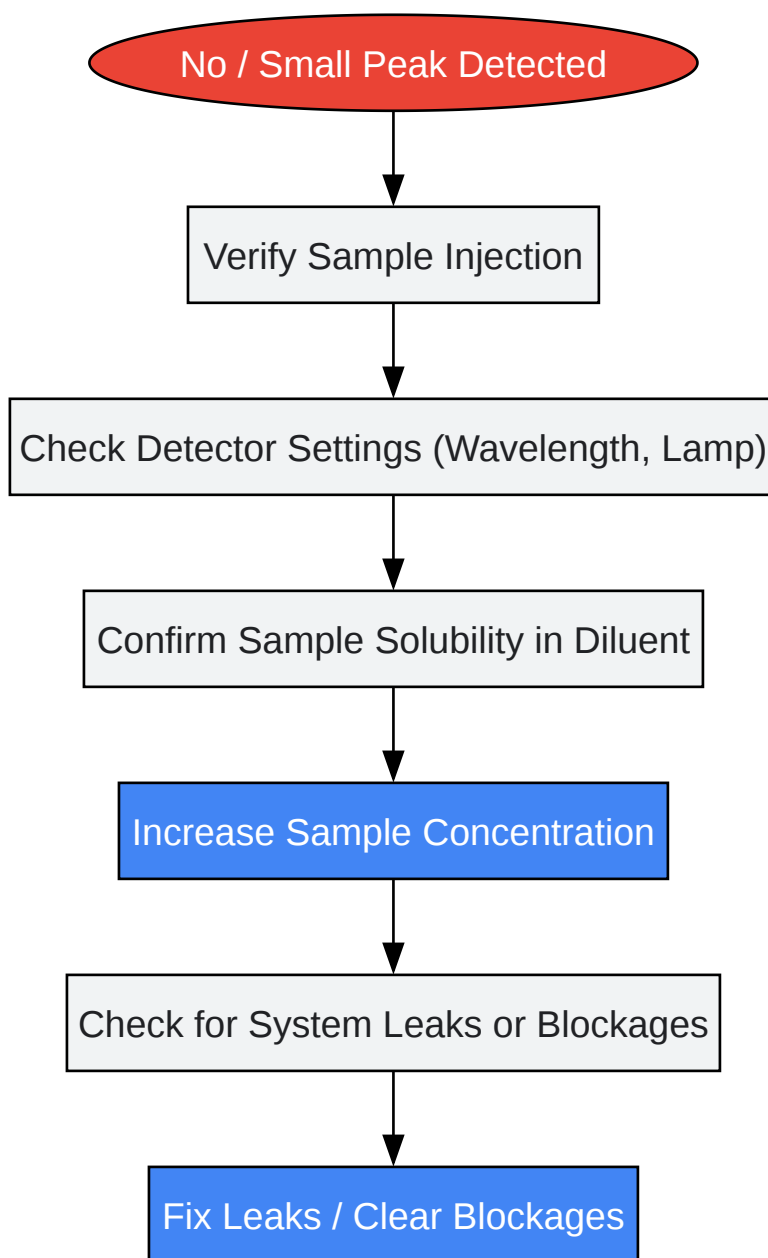 No / Small Peak Detected
Verify Sample Injection
Check Detector Settings (Wavelength, Lamp)
Confirm Sample Solubility in Diluent
Increase Sample Concentration
Check for System Leaks or Blockages
Fix Leaks / Clear Blockages